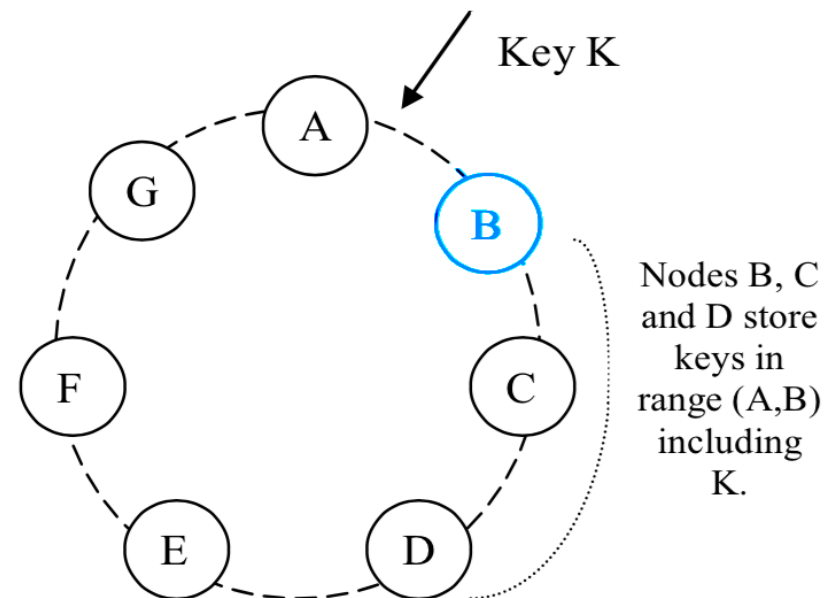 Key K
A
G
B
Nodes B, C
and D store
keys in
range (A,B)
including
K.
F
C
E
D